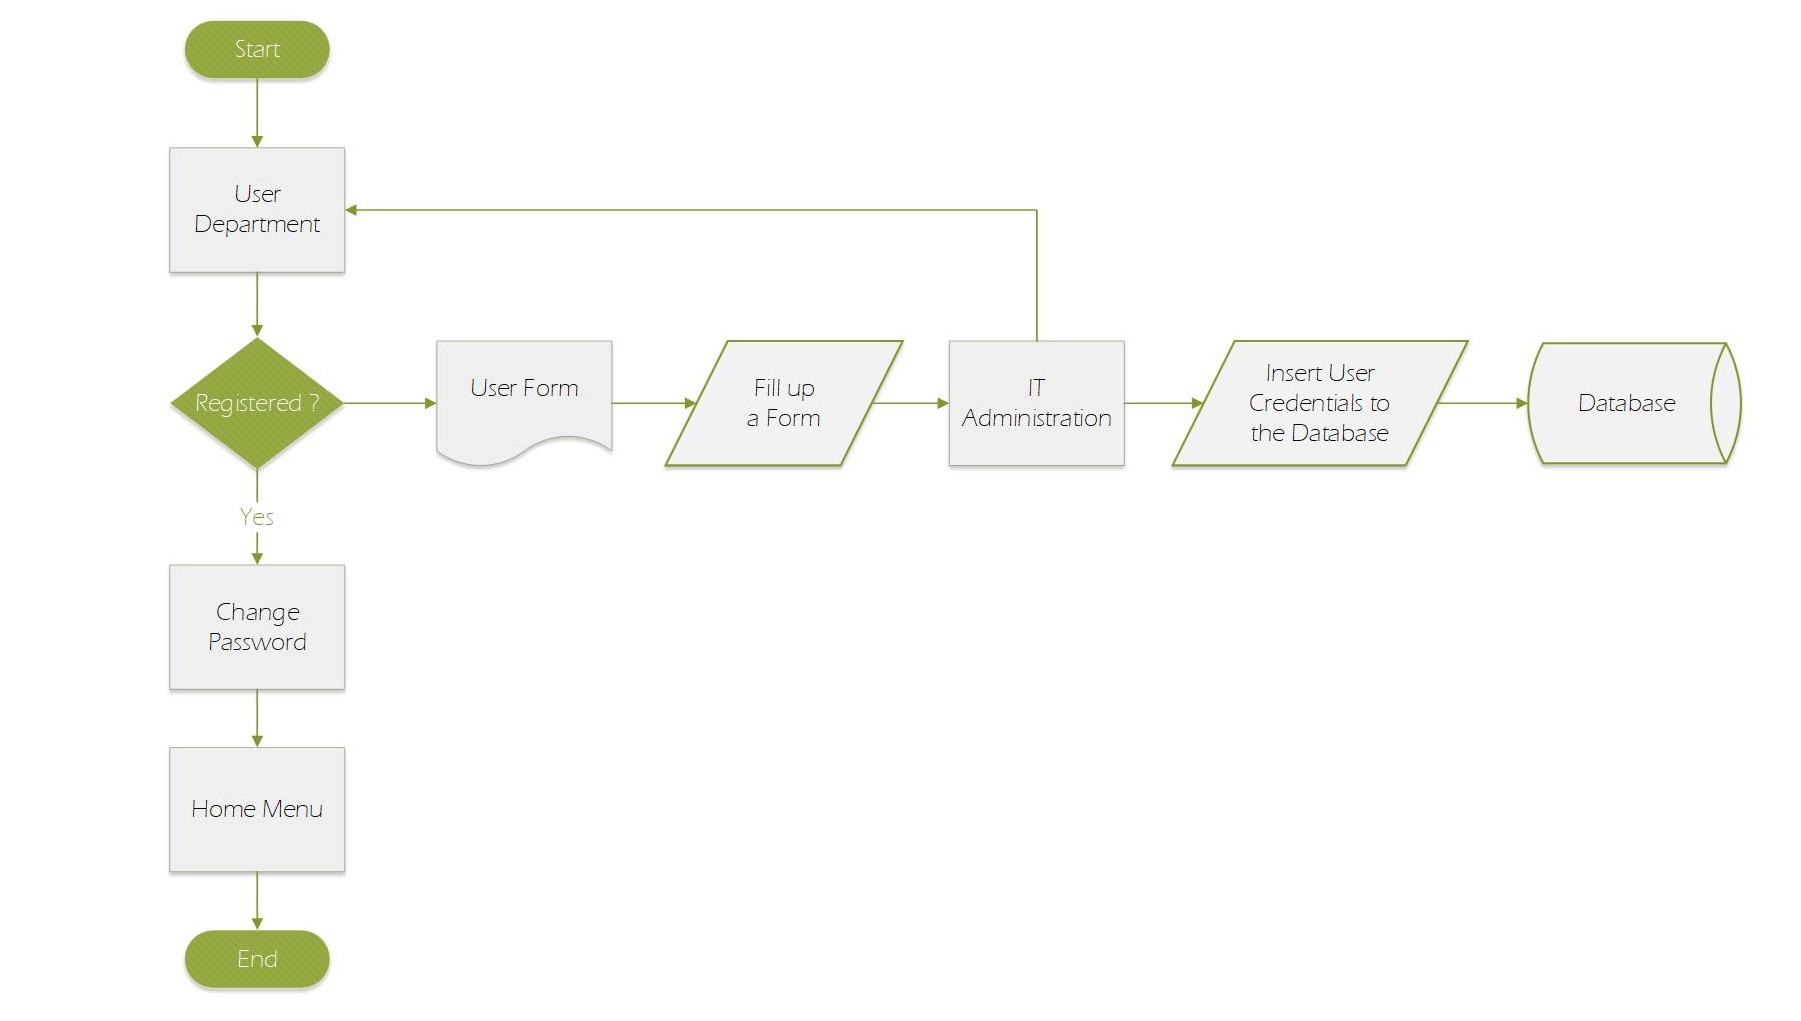 Start
User
Department
Registered ?
User Form
Fill up
a Form
IT
Administration
Insert User
Credentials to
the Database
Database
Yes
Change
Password
Home Menu
End